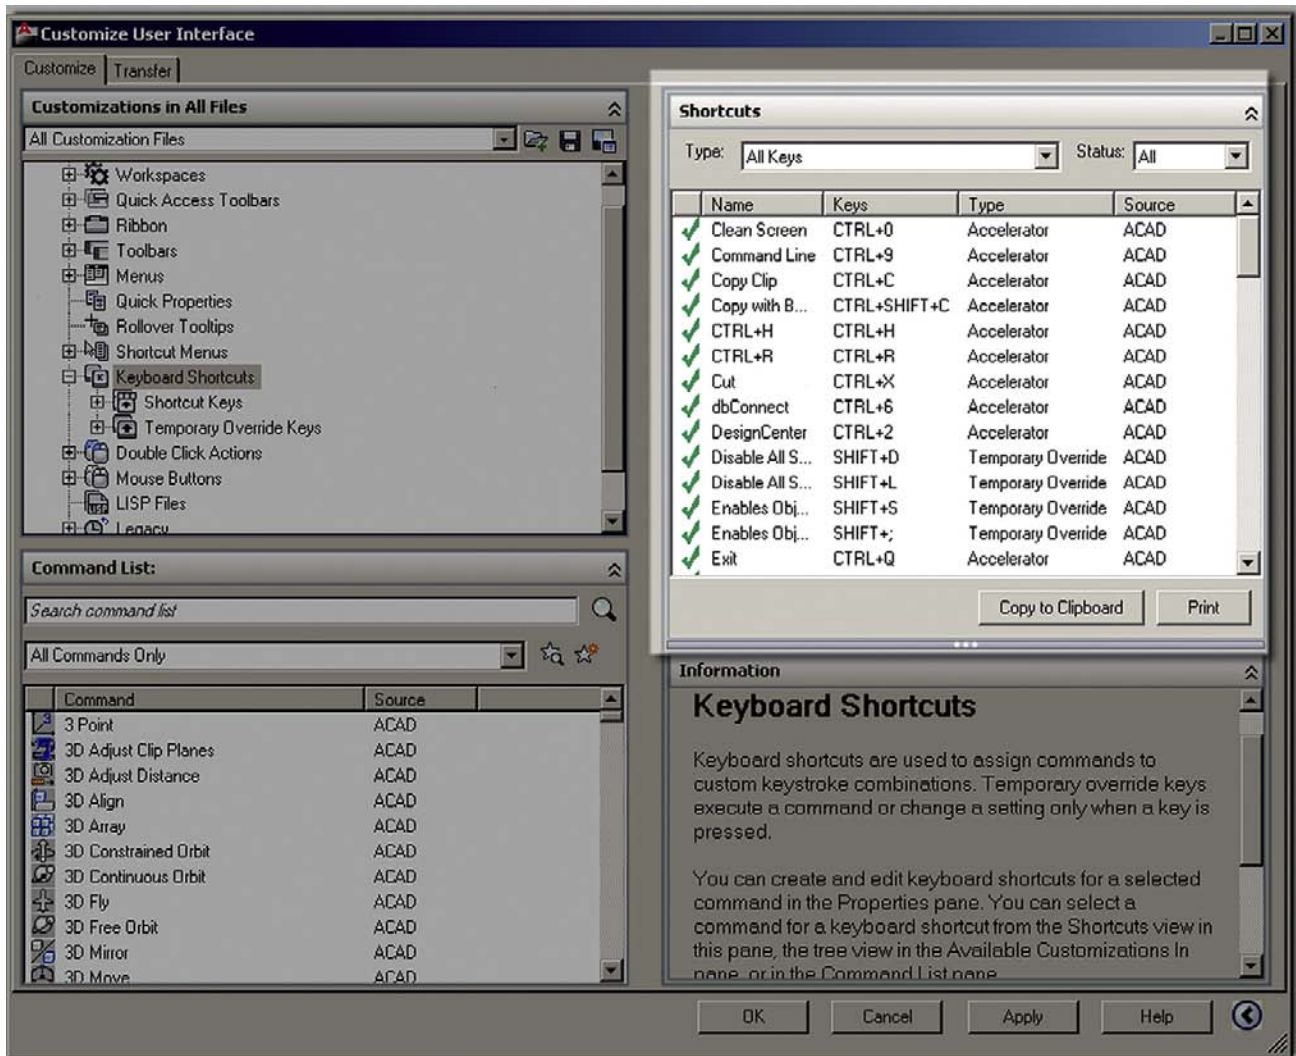 Customize User Interface
Customize Transfer
Customizations in All Files
All Customization Files
Workspaces
Quick Access Toolbars
Ribbon
Toolbars
Menus
Quick Properties
Rollover Tooltips
Shortcut Menus
Keyboard Shortcuts
Shortcut Keys
Temporary Override Keys
Double Click Actions
Mouse Buttons
LISP Files
Legacy
Command List:
Search command list
All Commands Only
Command Source
3 Point ACAD
3D Adjust Clip Planes ACAD
3D Adjust Distance ACAD
3D Align ACAD
3D Array ACAD
3D Constrained Orbit ACAD
3D Continuous Orbit ACAD
3D Fly ACAD
3D Free Orbit ACAD
3D Mirror ACAD
3D Move ACAD
Shortcuts
Type: All Keys Status: All
Name Keys Type Source
Clean Screen CTRL+0 Accelerator ACAD
Command Line CTRL+9 Accelerator ACAD
Copy Clip CTRL+C Accelerator ACAD
Copy with B... CTRL+SHIFT+C Accelerator ACAD
CTRL+H CTRL+H Accelerator ACAD
CTRL+R CTRL+R Accelerator ACAD
Cut CTRL+X Accelerator ACAD
dbConnect CTRL+6 Accelerator ACAD
DesignCenter CTRL+2 Accelerator ACAD
Disable All S... SHIFT+D Temporary Override ACAD
Disable All S... SHIFT+L Temporary Override ACAD
Enables Obj... SHIFT+S Temporary Override ACAD
Enables Obj... SHIFT+; Temporary Override ACAD
Exit CTRL+Q Accelerator ACAD
Copy to Clipboard Print
Information
Keyboard Shortcuts
Keyboard shortcuts are used to assign commands to
custom keystroke combinations. Temporary override keys
execute a command or change a setting only when a key is
pressed.
You can create and edit keyboard shortcuts for a selected
command in the Properties pane. You can select a
command for a keyboard shortcut from the Shortcuts view in
this pane, the tree view in the Available Customizations In
pane, or in the Command List pane.
OK Cancel Apply Help